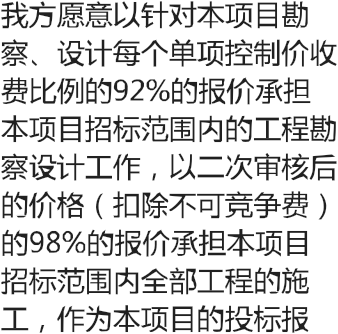 我方愿意以针对本项目勘
察、设计每个单项控制价收
费比例的92%的报价承担
本项目招标范围内的工程勘
察设计工作，以二次审核后
的价格（扣除不可竞争费）
的98%的报价承担本项目
招标范围内全部工程的施
工，作为本项目的投标报